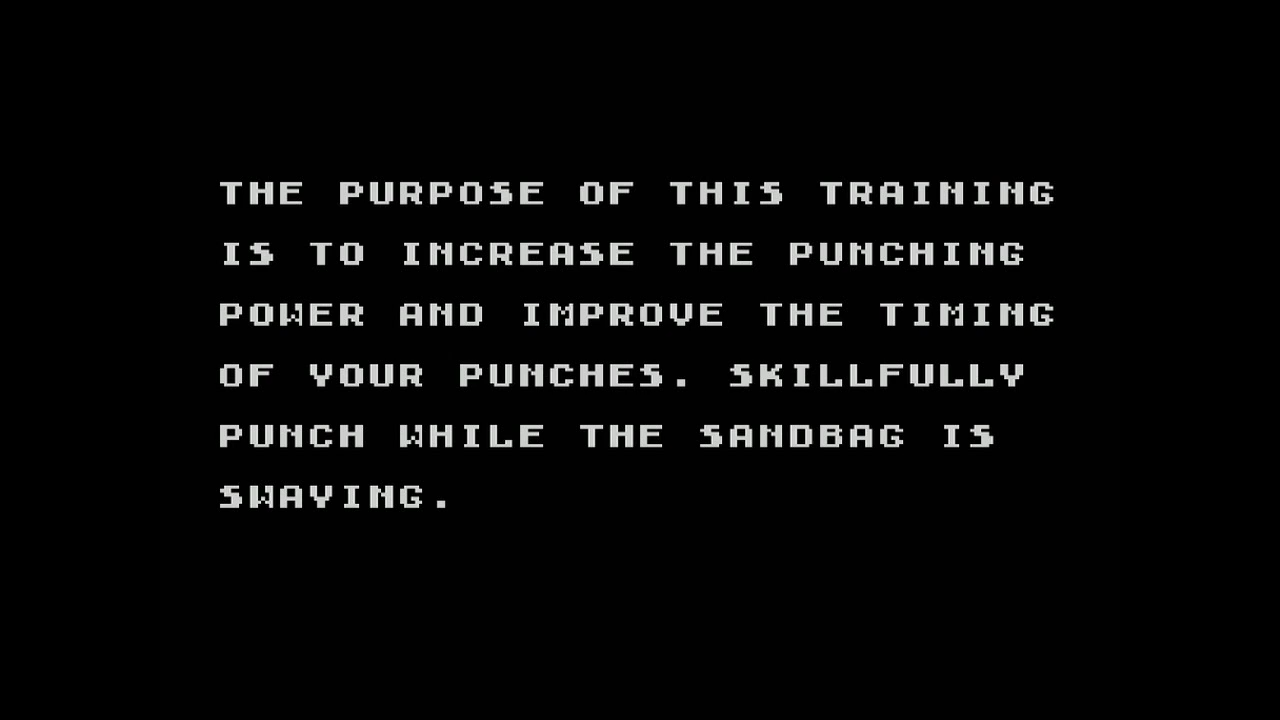 THE PURPOSE OF THIS TRAINING
IS TO INCREASE THE PUNCHING
POWER AND IMPROVE THE TIMING
OF YOUR PUNCHES. SKILLFULLY
PUNCH WHILE THE SANDBAG IS
SWAYING.